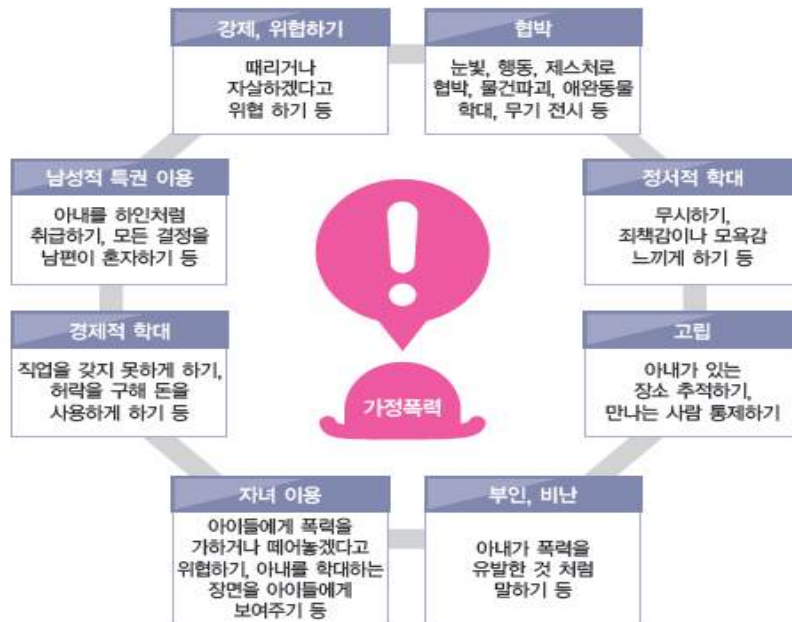 강제, 위협하기
때리거나
자살하겠다고
위협 하기 등
협박
눈빛, 행동, 제스처로
협박, 물건파괴, 애완동물
학대, 무기 전시 등
남성적 특권 이용
아내를 하인처럼
취급하기, 모든 결정을
남편이 혼자하기 등
정서적 학대
무시하기,
죄책감이나 모욕감
느끼게 하기 등
경제적 학대
직업을 갖지 못하게 하기,
허락을 구해 돈을
사용하게 하기 등
고립
아내가 있는
장소 추적하기,
만나는 사람 통제하기
가정폭력
자녀 이용
아이들에게 폭력을
가하거나 떼어놓겠다고
위협하기, 아내를 학대하는
장면을 아이들에게
보여주기 등
부인, 비난
아내가 폭력을
유발한 것 처럼
말하기 등